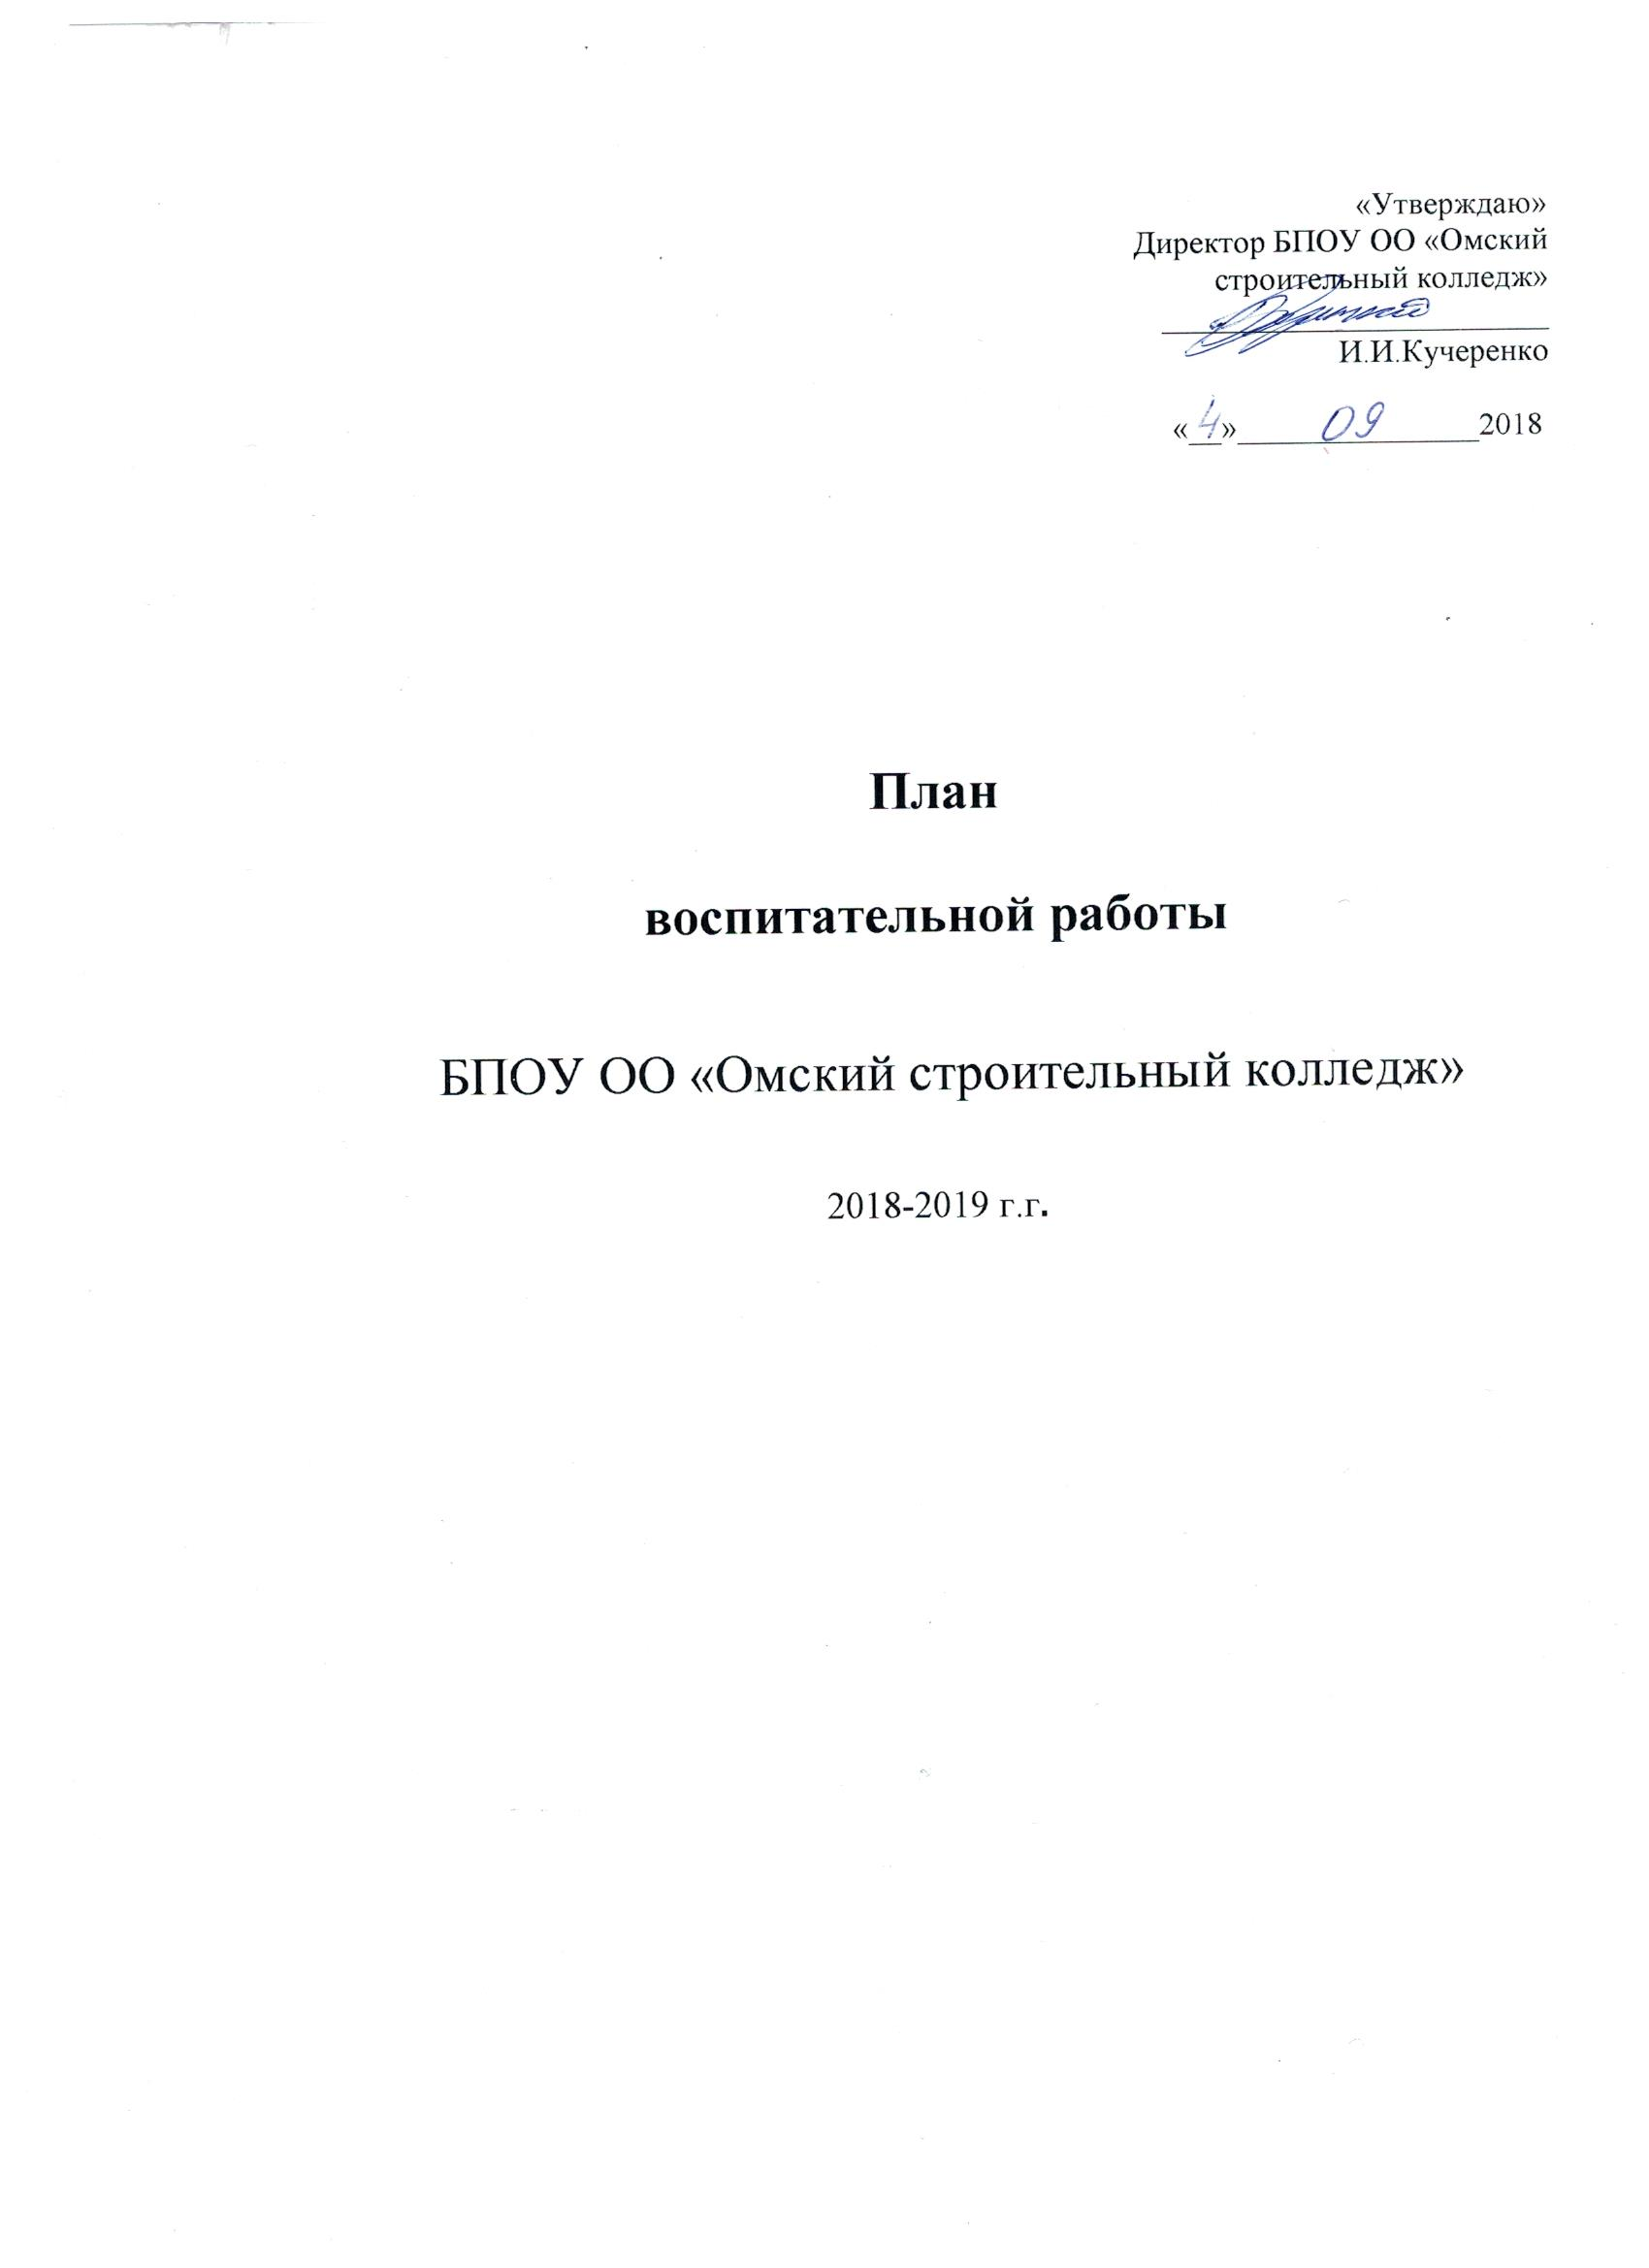 «Утверждаю»
Директор БПОУ ОО «Омский
строительный колледж»
И.И.Кучеренко
«4» 09 2018
План
воспитательной работы
БПОУ ОО «Омский строительный колледж»
2018-2019 г.г.